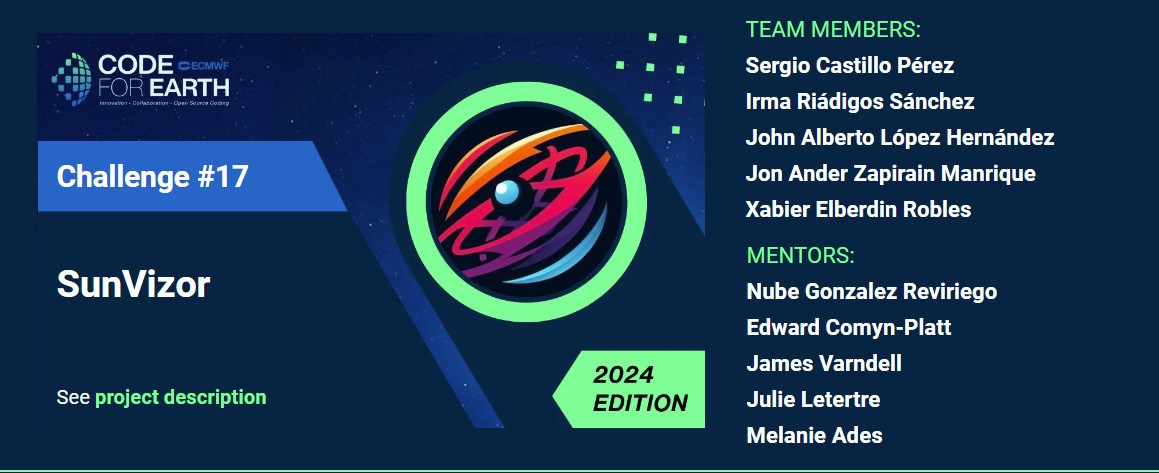 CODE ECMWF
FOR EARTH
Innovation • Collaboration • Open Source Coding
Challenge #17
SunVizor
See project description
2024
EDITION
TEAM MEMBERS:
Sergio Castillo Pérez
Irma Riádigos Sánchez
John Alberto López Hernández
Jon Ander Zapirain Manrique
Xabier Elberdin Robles
MENTORS:
Nube Gonzalez Reviriego
Edward Comyn-Platt
James Varndell
Julie Letertre
Melanie Ades